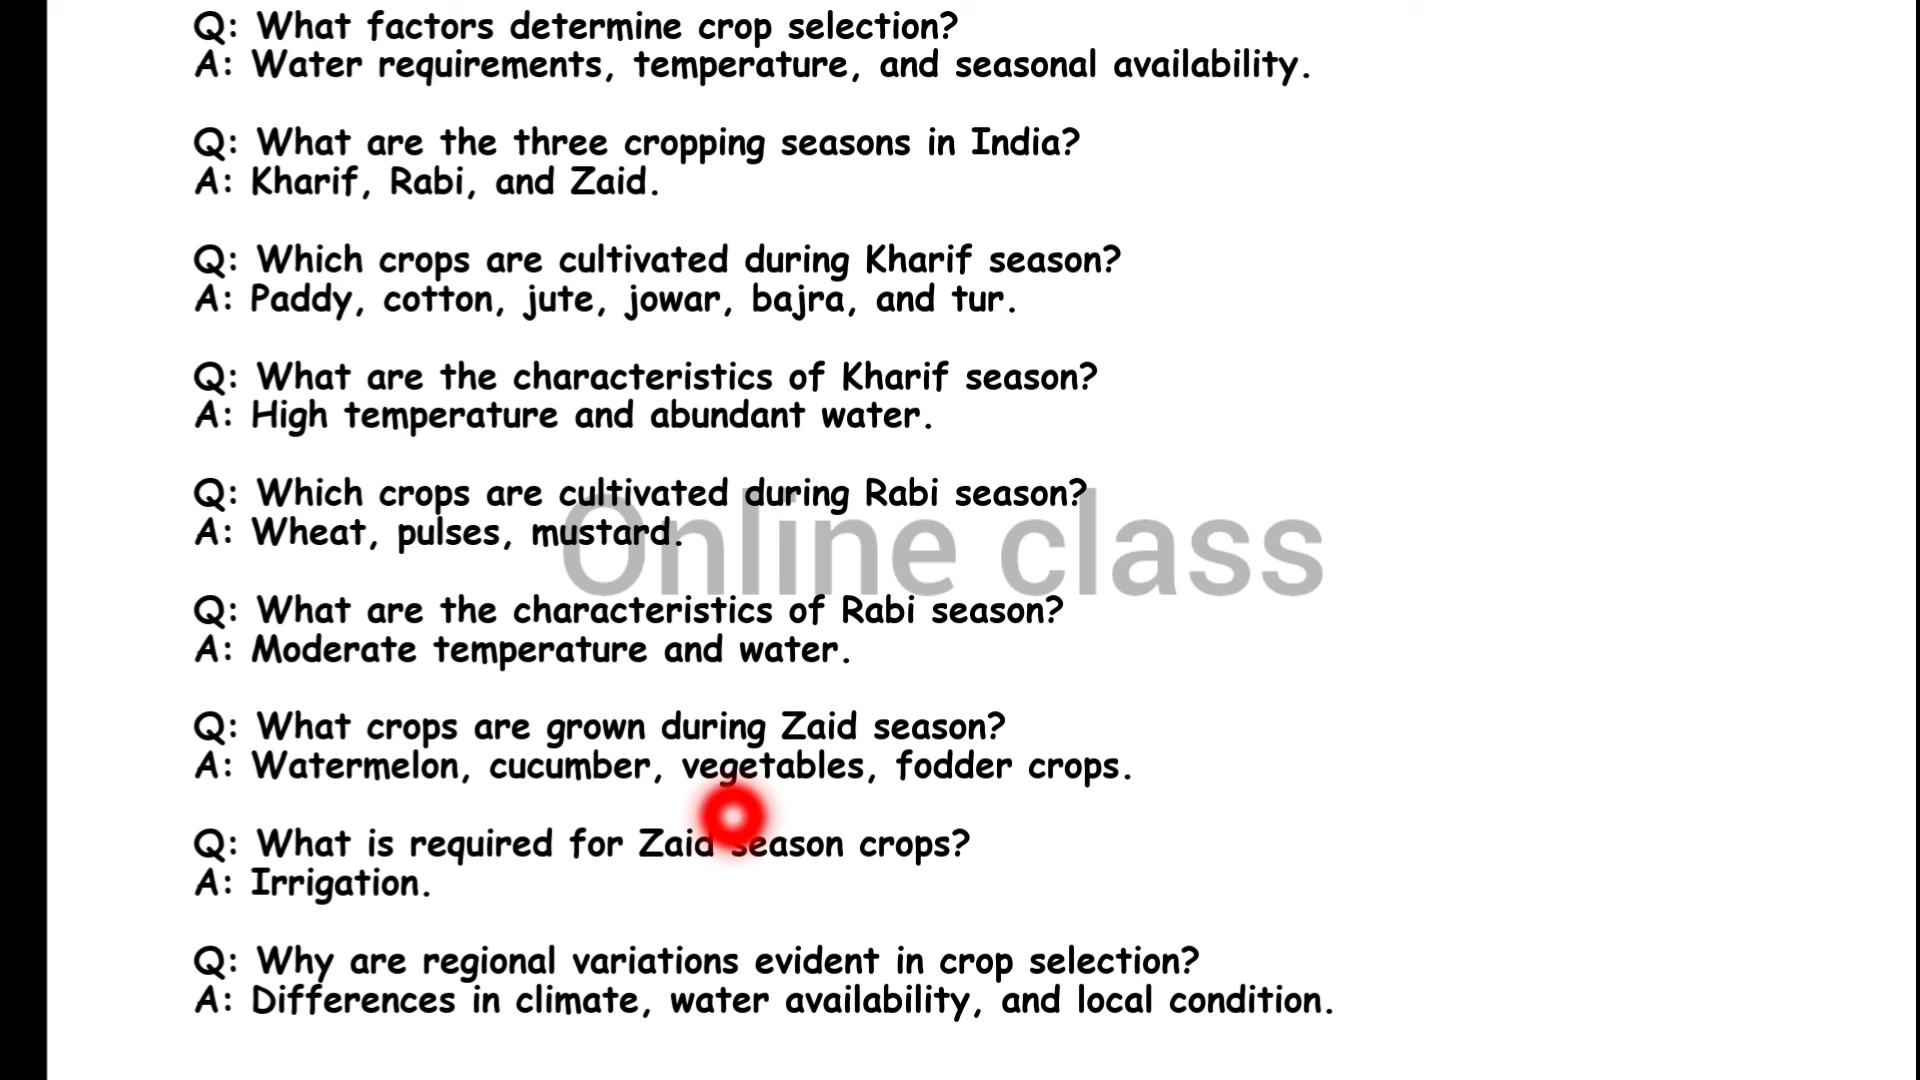 Q: What factors determine crop selection?
A: Water requirements, temperature, and seasonal availability.
Q: What are the three cropping seasons in India?
A: Kharif, Rabi, and Zaid.
Q: Which crops are cultivated during Kharif season?
A: Paddy, cotton, jute, jowar, bajra, and tur.
Q: What are the characteristics of Kharif season?
A: High temperature and abundant water.
Q: Which crops are cultivated during Rabi season?
A: Wheat, pulses, mustard.
Online class
Q: What are the characteristics of Rabi season?
A: Moderate temperature and water.
Q: What crops are grown during Zaid season?
A: Watermelon, cucumber, vegetables, fodder crops.
Q: What is required for Zaid season crops?
A: Irrigation.
Q: Why are regional variations evident in crop selection?
A: Differences in climate, water availability, and local condition.